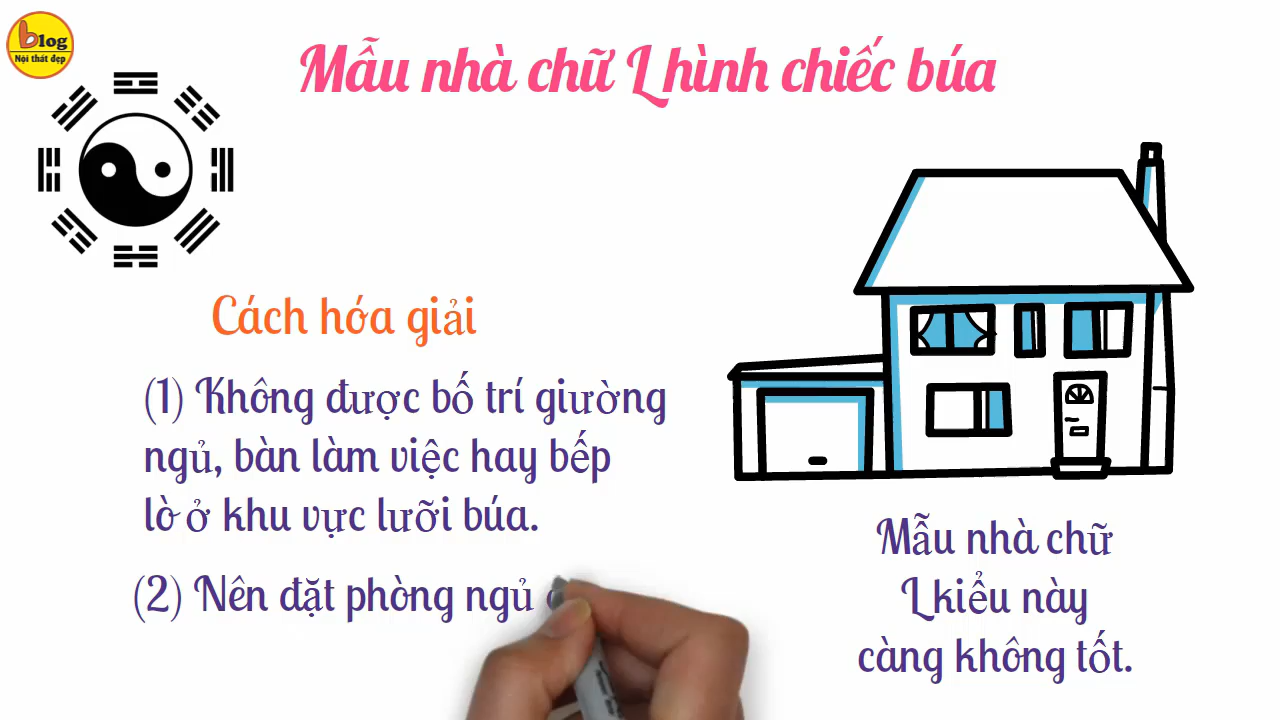 Blog
Nội thất đẹp
Mẫu nhà chữ L hình chiếc búa
Cách hớa giải
(1) Không được bố trí giường
ngủ, bàn làm việc hay bếp
lò ở khu vực lưỡi búa.
(2) Nên đặt phòng ngủ
Mẫu nhà chữ
L kiểu này
càng không tốt.